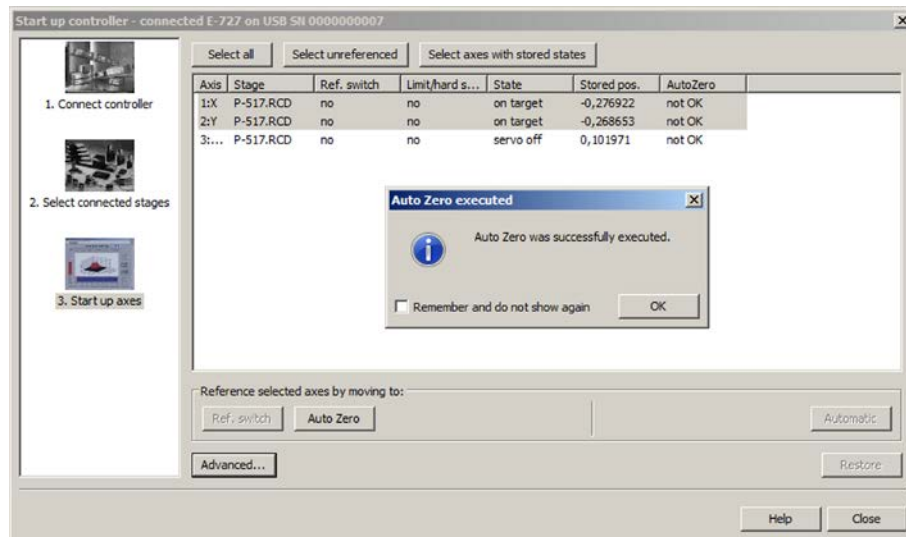 Start up controller - connected E-727 on USB SN 0000000007
Select all Select unreferenced Select axes with stored states
Axis Stage Ref. switch Limit/hard s... State Stored pos. AutoZero
1:X P-517.RCD no no on target -0,276922 not OK
2:Y P-517.RCD no no on target -0,268653 not OK
3:... P-517.RCD no no servo off 0,101971 not OK
1. Connect controller
2. Select connected stages
3. Start up axes
Auto Zero executed
Auto Zero was successfully executed.
Remember and do not show again OK
Reference selected axes by moving to:
Ref. switch Auto Zero Automatic
Advanced... Restore
Help Close